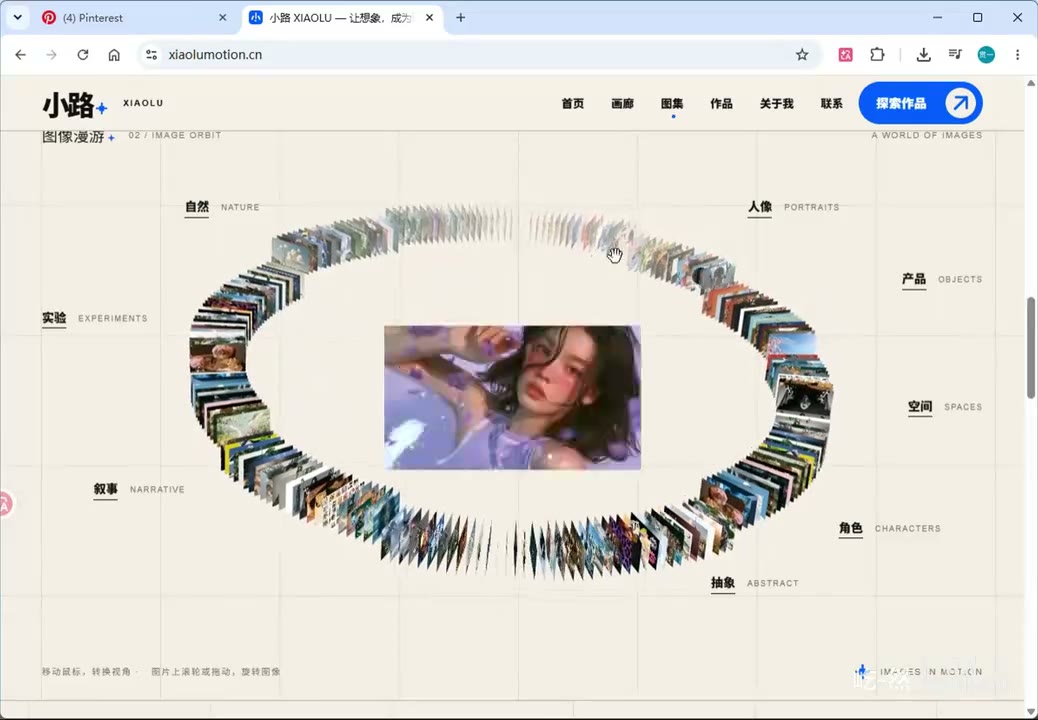 (4) Pinterest
小路 XIAOLU — 让想象，成为
xiaolumotion.cn
小路 XIAOLU
首页 画廊 图集 作品 关于我 联系 探索作品
图像漫游 02 / IMAGE ORBIT
A WORLD OF IMAGES
自然 NATURE
人像 PORTRAITS
产品 OBJECTS
实验 EXPERIMENTS
空间 SPACES
叙事 NARRATIVE
角色 CHARACTERS
抽象 ABSTRACT
移动鼠标，转换视角 · 图片上滚轮或拖动，旋转图像
IMAGES IN MOTION